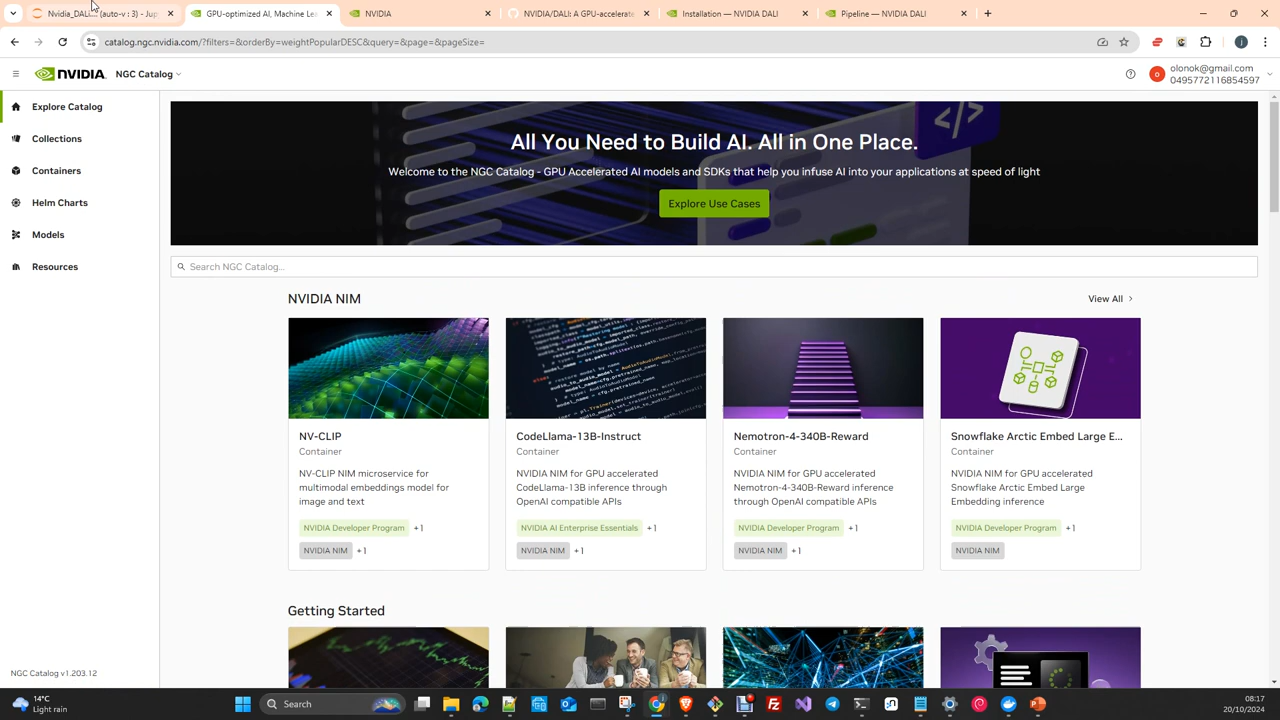 Nvidia_DALI... (auto-v : 3) - Jup
GPU-optimized AI, Machine Le
NVIDIA
NVIDIA/DALI: A GPU-accelerate
Installation — NVIDIA DALI
Pipeline — NVIDIA DALI
catalog.ngc.nvidia.com/?filters=&orderBy=weightPopularDESC&query=&page=&pageSize=
NVIDIA.
NGC Catalog
olonok@gmail.com
0495772116854597
Explore Catalog
Collections
Containers
Helm Charts
Models
Resources
All You Need to Build AI. All in One Place.
Welcome to the NGC Catalog - GPU Accelerated AI models and SDKs that help you infuse AI into your applications at speed of light
Explore Use Cases
Search NGC Catalog...
NVIDIA NIM
View All
NV-CLIP
Container
NV-CLIP NIM microservice for
multimodal embeddings model for
image and text
NVIDIA Developer Program +1
NVIDIA NIM +1
CodeLlama-13B-Instruct
Container
NVIDIA NIM for GPU accelerated
CodeLlama-13B inference through
OpenAI compatible APIs
NVIDIA AI Enterprise Essentials +1
NVIDIA NIM +1
Nemotron-4-340B-Reward
Container
NVIDIA NIM for GPU accelerated
Nemotron-4-340B-Reward inference
through OpenAI compatible APIs
NVIDIA Developer Program +1
NVIDIA NIM +1
Snowflake Arctic Embed Large E...
Container
NVIDIA NIM for GPU accelerated
Snowflake Arctic Embed Large
Embedding inference
NVIDIA Developer Program +1
NVIDIA NIM
Getting Started
NGC Catalog v1.203.12
14°C
Light rain
Search
08:17
20/10/2024